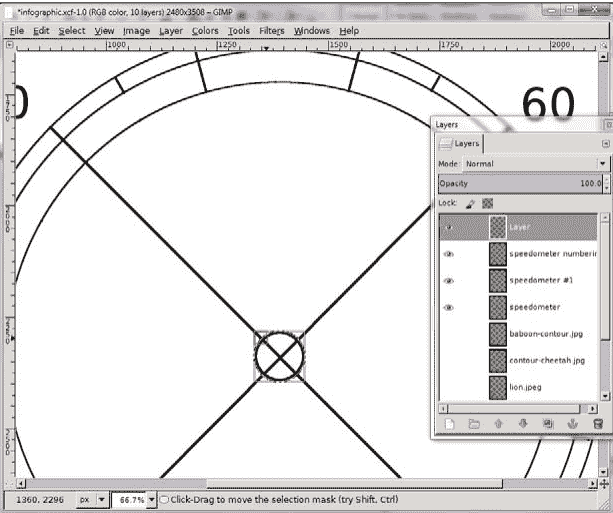 *infographic.xcf-1.0 (RGB color, 10 layers) 2480x3508 – GIMP
File Edit Select View Image Layer Colors Tools Filters Windows Help
1000 1250 1500 1750 2000
60
Layers
Layers
Mode: Normal
Opacity 100.0
Lock:
Layer
speedometer numberin
speedometer #1
speedometer
baboon-contour.jpg
contour-cheetah.jpg
lion.jpeg
1360, 2296 px 66.7% Click-Drag to move the selection mask (try Shift, Ctrl)